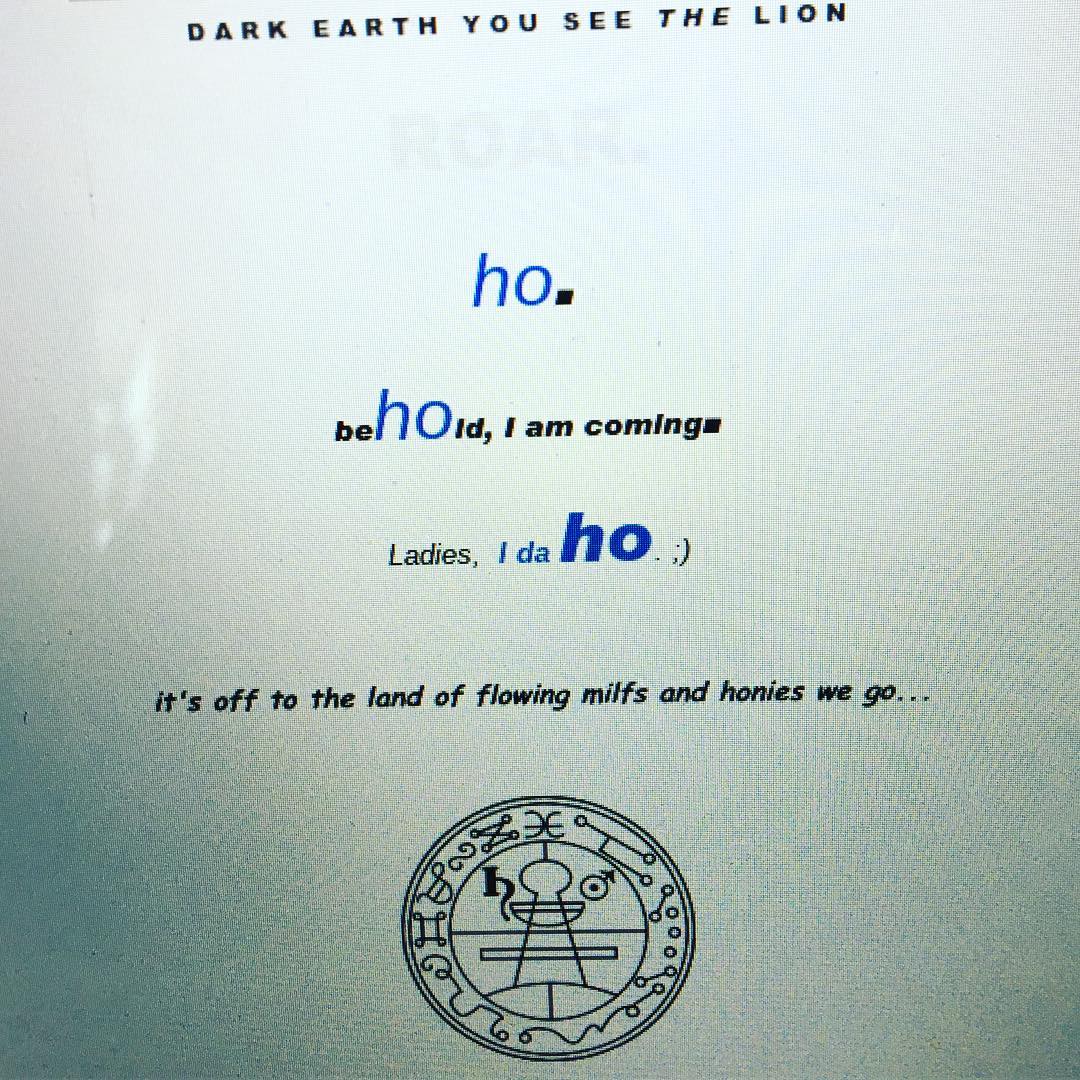 DARK EARTH YOU SEE THE LION
ROAR.
ho.
behold, I am coming.
Ladies, I da ho. ;)
it's off to the land of flowing milfs and honies we go...